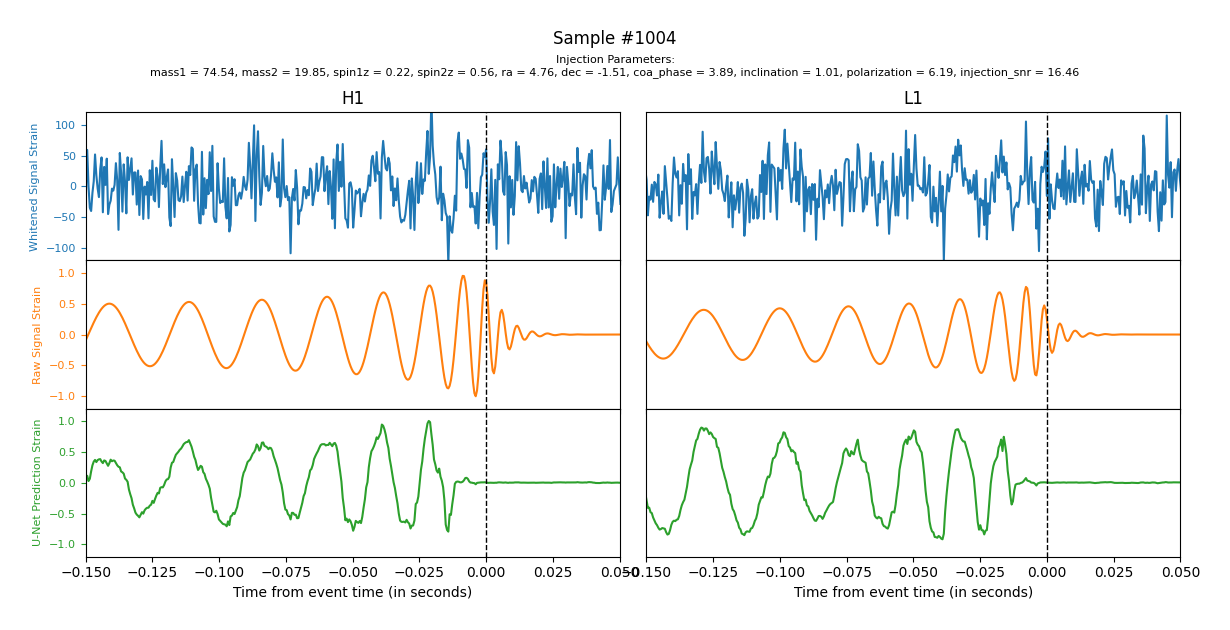 Sample #1004
Injection Parameters:
mass1 = 74.54, mass2 = 19.85, spin1z = 0.22, spin2z = 0.56, ra = 4.76, dec = -1.51, coa_phase = 3.89, inclination = 1.01, polarization = 6.19, injection_snr = 16.46
H1 L1
Whitened Signal Strain
100
50
0
−50
−100
Raw Signal Strain
1.0
0.5
0.0
−0.5
−1.0
U-Net Prediction Strain
1.0
0.5
0.0
−0.5
−1.0
−0.150 −0.125 −0.100 −0.075 −0.050 −0.025 0.000 0.025 0.050
−0.150 −0.125 −0.100 −0.075 −0.050 −0.025 0.000 0.025 0.050
Time from event time (in seconds) Time from event time (in seconds)